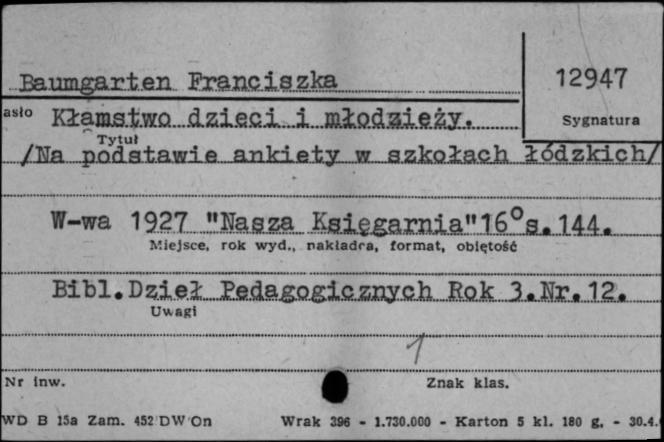 Baumgarten Franciszka
12947
asło Kłamstwo dzieci i młodzieży.
Sygnatura
Tytuł
/Na podstawie ankiety w szkołach łódzkich/
W-wa 1927 "Nasza Księgarnia" 16° s. 144.
Miejsce, rok wyd., nakładca, format, objętość
Bibl. Dzieł Pedagogicznych Rok 3. Nr. 12.
Uwagi
1
Nr inw.
Znak klas.
WD B 15a Zam. 452 DW On Wrak 396 - 1.730.000 - Karton 5 kl. 180 g. - 30.4.